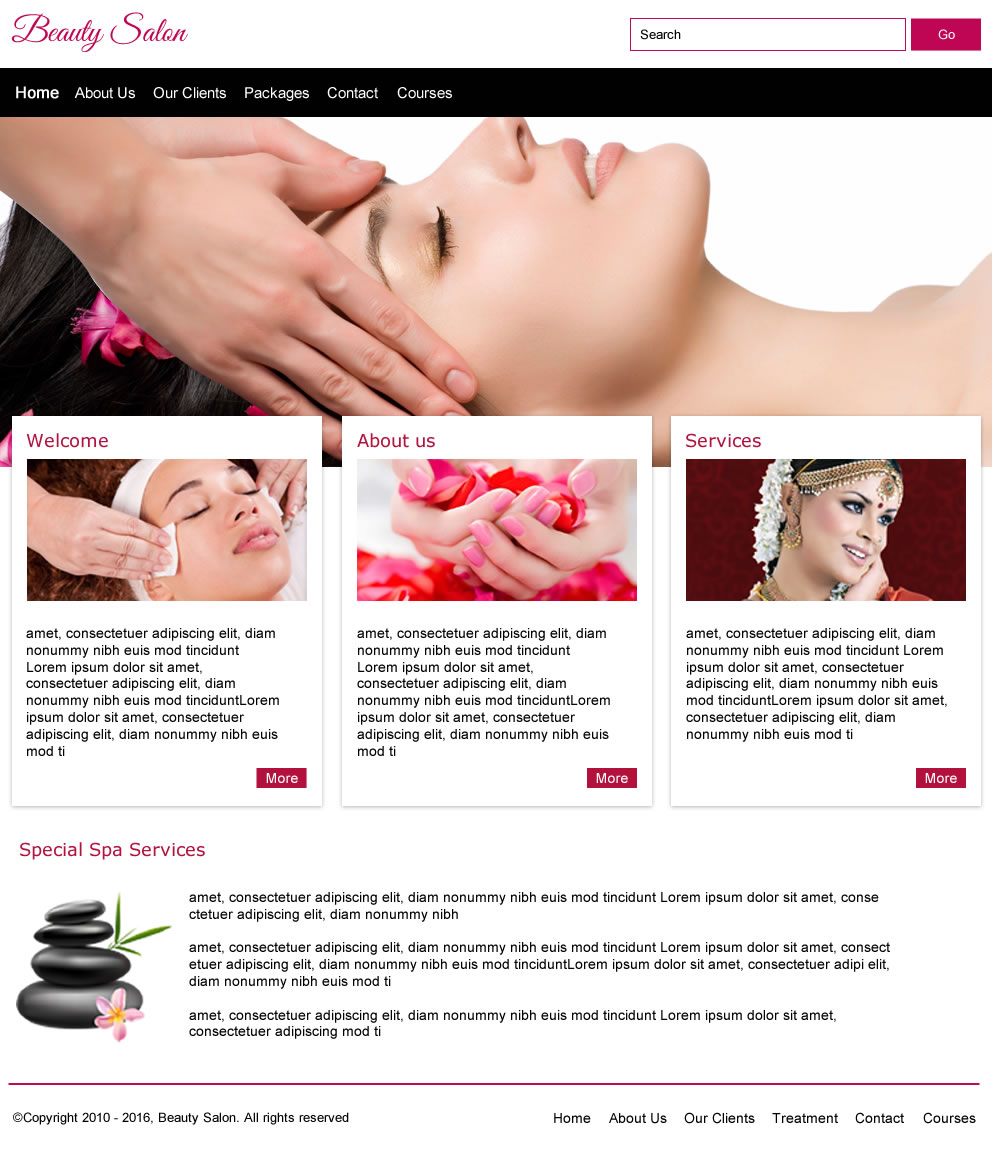 Beauty Salon
Search
Go
Home About Us Our Clients Packages Contact Courses
Welcome
amet, consectetuer adipiscing elit, diam
nonummy nibh euis mod tincidunt
Lorem ipsum dolor sit amet,
consectetuer adipiscing elit, diam
nonummy nibh euis mod tinciduntLorem
ipsum dolor sit amet, consectetuer
adipiscing elit, diam nonummy nibh euis
mod ti
More
About us
amet, consectetuer adipiscing elit, diam
nonummy nibh euis mod tincidunt
Lorem ipsum dolor sit amet,
consectetuer adipiscing elit, diam
nonummy nibh euis mod tinciduntLorem
ipsum dolor sit amet, consectetuer
adipiscing elit, diam nonummy nibh euis
mod ti
More
Services
amet, consectetuer adipiscing elit, diam
nonummy nibh euis mod tincidunt Lorem
ipsum dolor sit amet, consectetuer
adipiscing elit, diam nonummy nibh euis
mod tinciduntLorem ipsum dolor sit amet,
consectetuer adipiscing elit, diam
nonummy nibh euis mod ti
More
Special Spa Services
amet, consectetuer adipiscing elit, diam nonummy nibh euis mod tincidunt Lorem ipsum dolor sit amet, conse
ctetuer adipiscing elit, diam nonummy nibh
amet, consectetuer adipiscing elit, diam nonummy nibh euis mod tincidunt Lorem ipsum dolor sit amet, consect
etuer adipiscing elit, diam nonummy nibh euis mod tinciduntLorem ipsum dolor sit amet, consectetuer adipi elit,
diam nonummy nibh euis mod ti
amet, consectetuer adipiscing elit, diam nonummy nibh euis mod tincidunt Lorem ipsum dolor sit amet,
consectetuer adipiscing mod ti
©Copyright 2010 - 2016, Beauty Salon. All rights reserved
Home About Us Our Clients Treatment Contact Courses